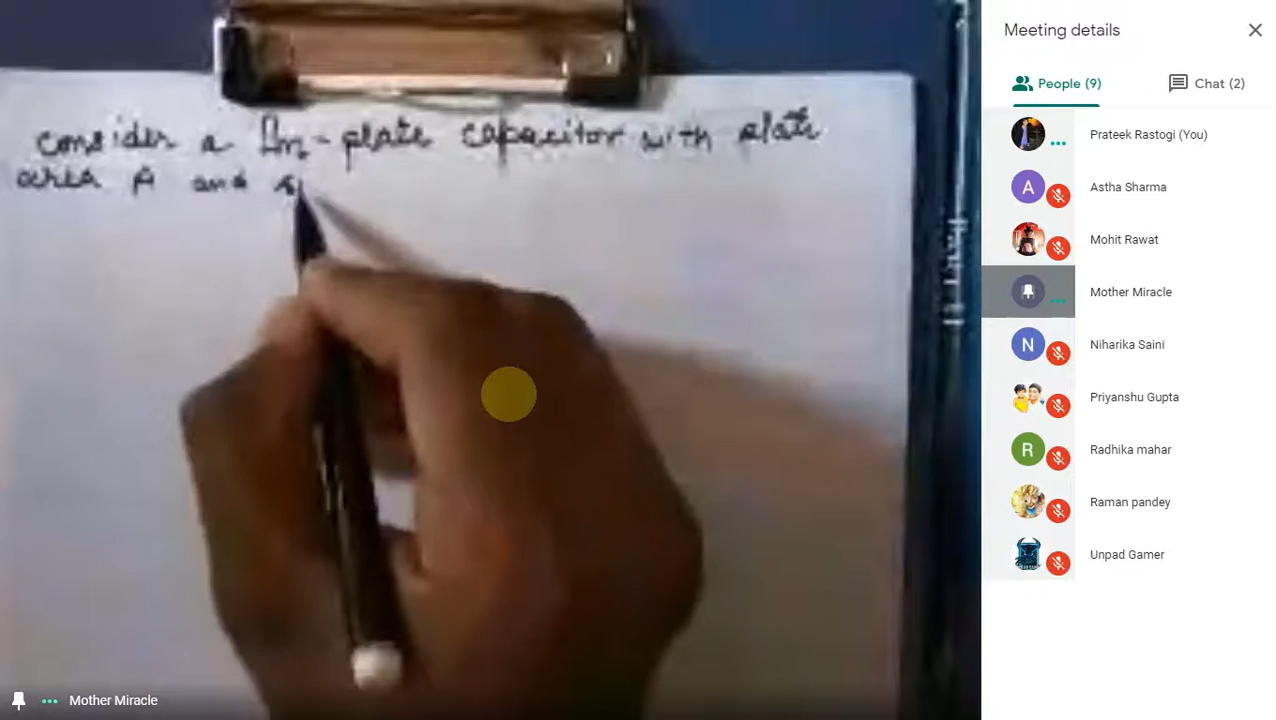 Meeting details
People (9)
Chat (2)
Prateek Rastogi (You)
Astha Sharma
Mohit Rawat
Mother Miracle
Niharika Saini
Priyanshu Gupta
Radhika mahar
Raman pandey
Unpad Gamer
A
N
R
consider a - plate capacitor with plate
area A and
Mother Miracle